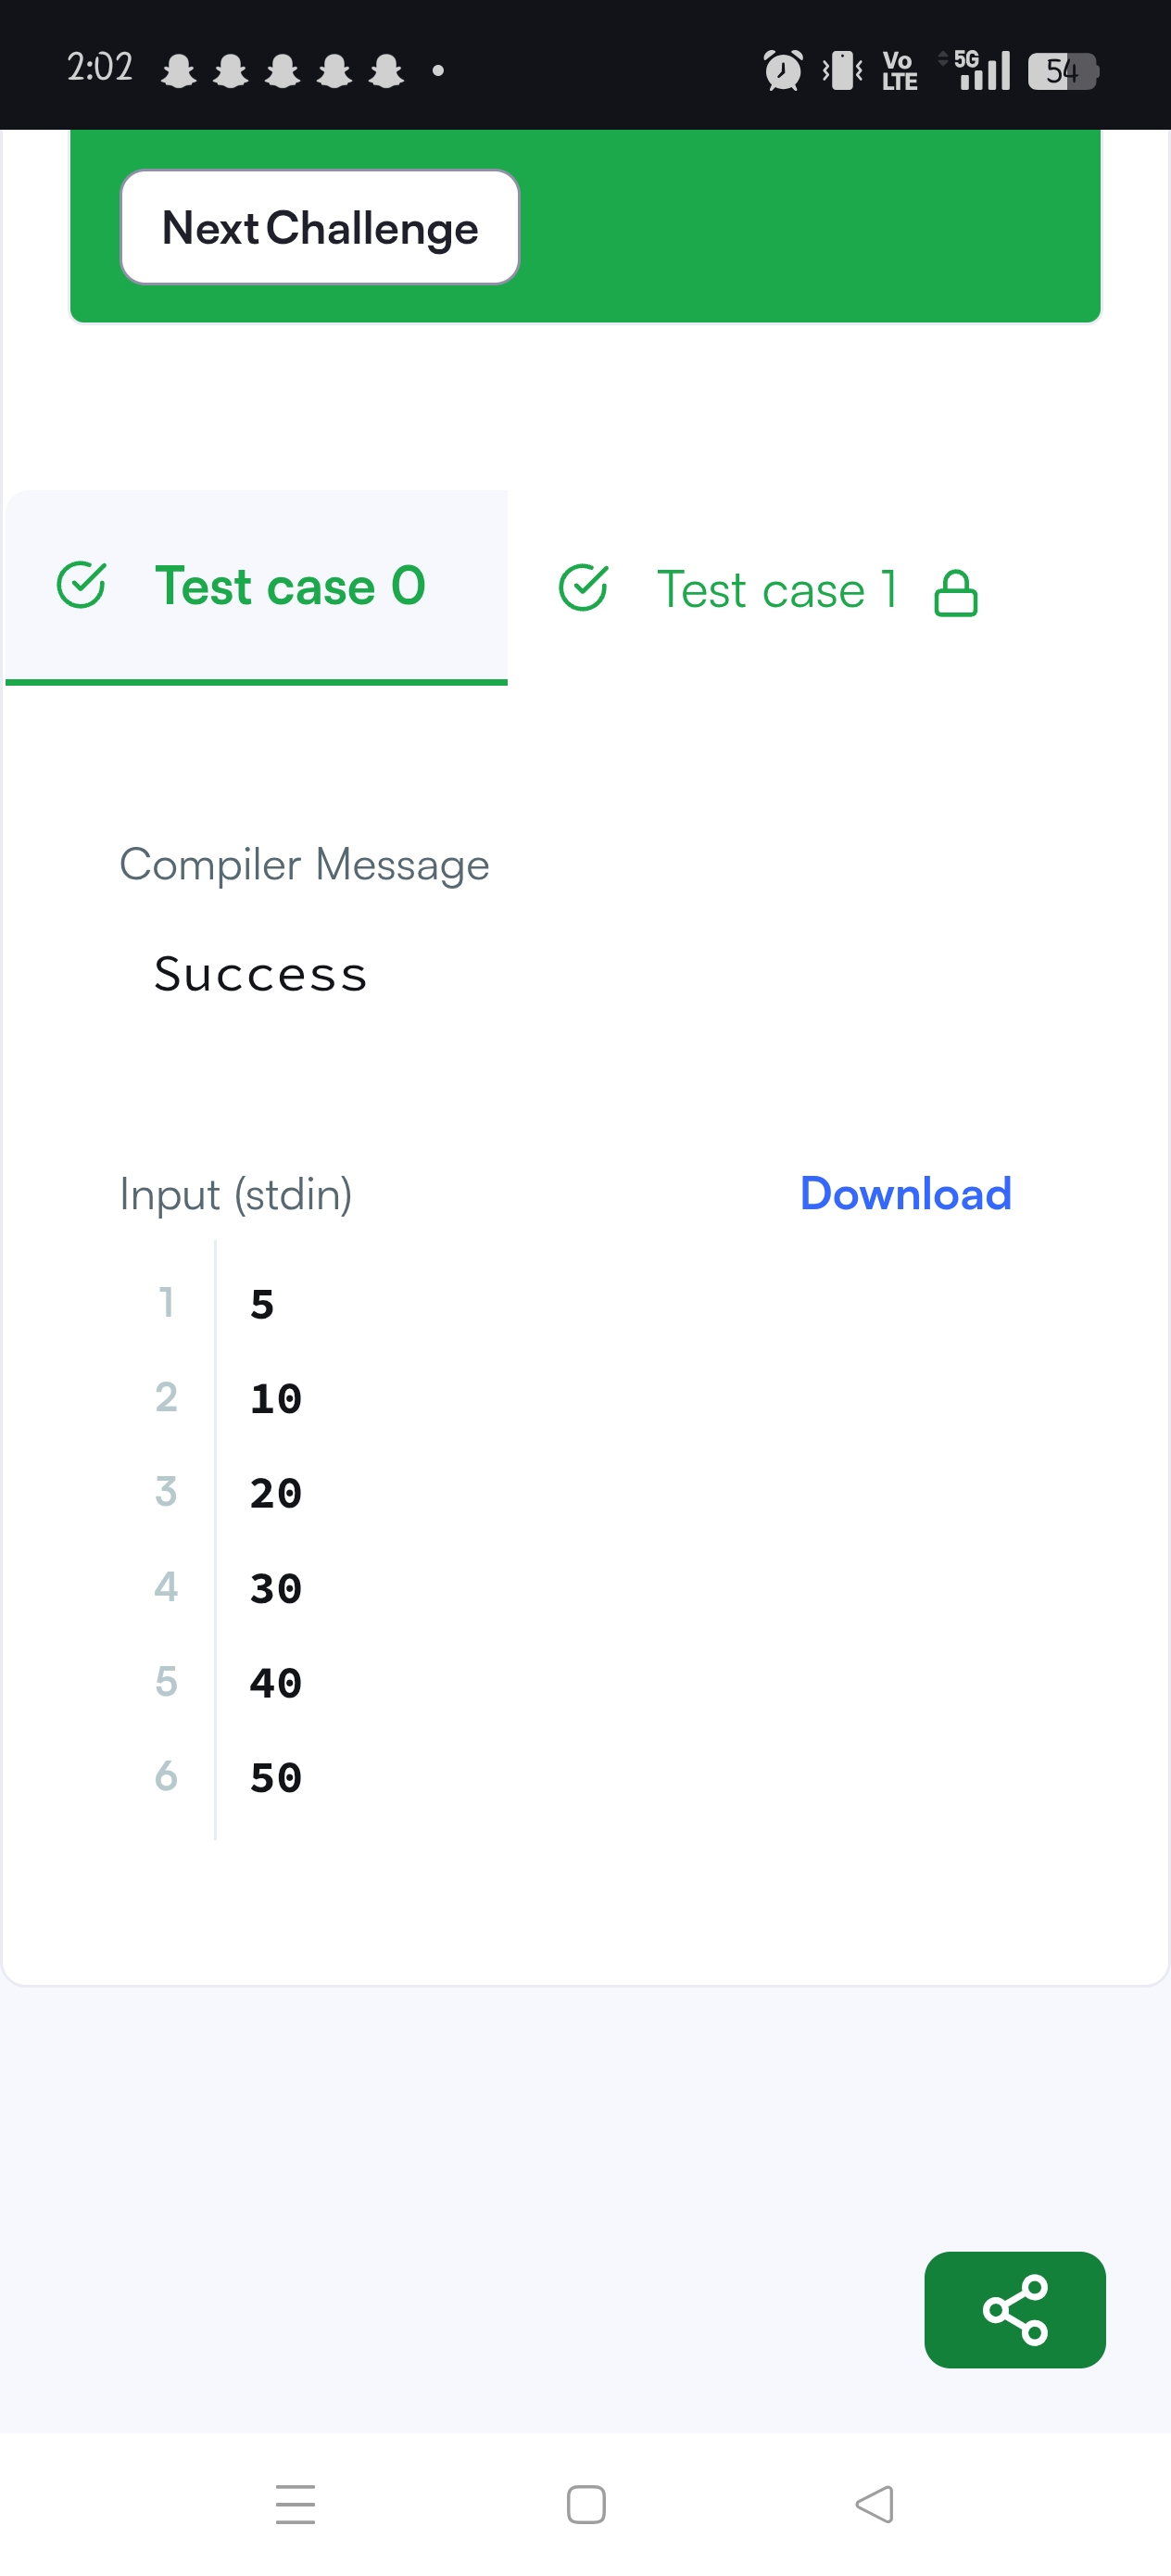 2:02 Vo LTE 5G 54
Next Challenge
Test case 0 Test case 1
Compiler Message
Success
Input (stdin) Download
1 5
2 10
3 20
4 30
5 40
6 50